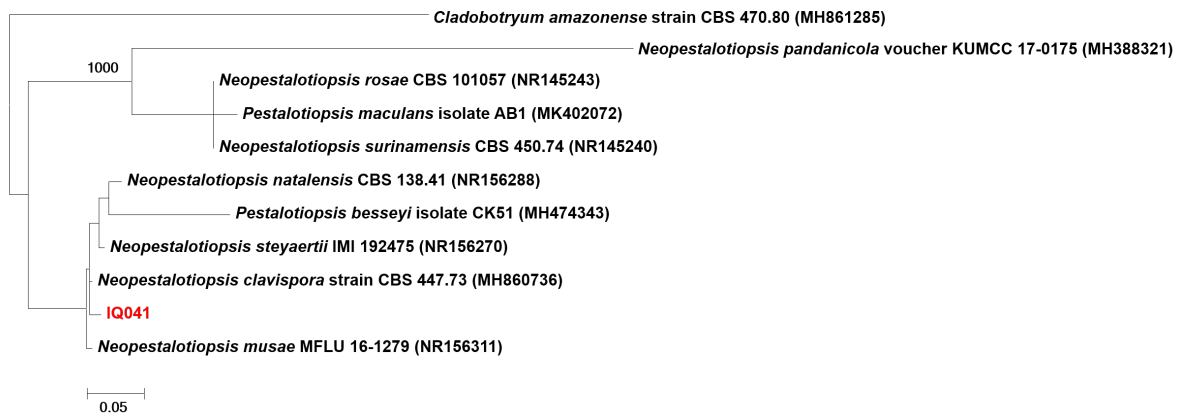 Cladobotryum amazonense strain CBS 470.80 (MH861285)
Neopestalotiopsis pandanicola voucher KUMCC 17-0175 (MH388321)
1000
Neopestalotiopsis rosae CBS 101057 (NR145243)
Pestalotiopsis maculans isolate AB1 (MK402072)
Neopestalotiopsis surinamensis CBS 450.74 (NR145240)
Neopestalotiopsis natalensis CBS 138.41 (NR156288)
Pestalotiopsis besseyi isolate CK51 (MH474343)
Neopestalotiopsis steyaertii IMI 192475 (NR156270)
Neopestalotiopsis clavispora strain CBS 447.73 (MH860736)
IQ041
Neopestalotiopsis musae MFLU 16-1279 (NR156311)
0.05